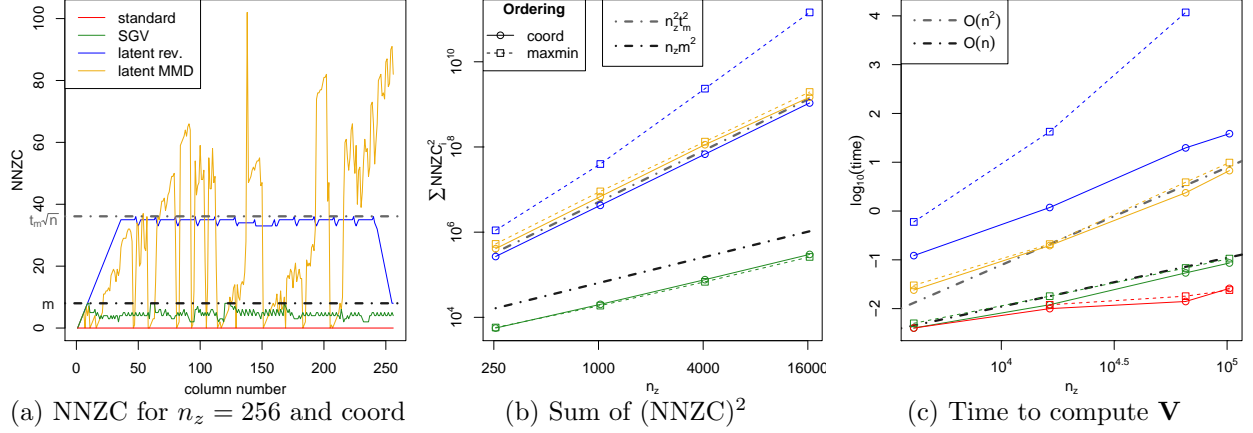 standard
SGV
latent rev.
latent MMD
NNZC
100
80
60
40
t_m√n
20
m
0
0 50 100 150 200 250
column number
(a) NNZC for n_z = 256 and coord
Ordering
coord
maxmin
n_z^2 t_m^2
n_z m^2
∑ NNZC_i^2
10^10
10^8
10^6
10^4
250 1000 4000 16000
n_z
(b) Sum of (NNZC)^2
O(n^2)
O(n)
log_10(time)
4
3
2
1
0
-1
-2
10^4 10^4.5 10^5
n_z
(c) Time to compute V